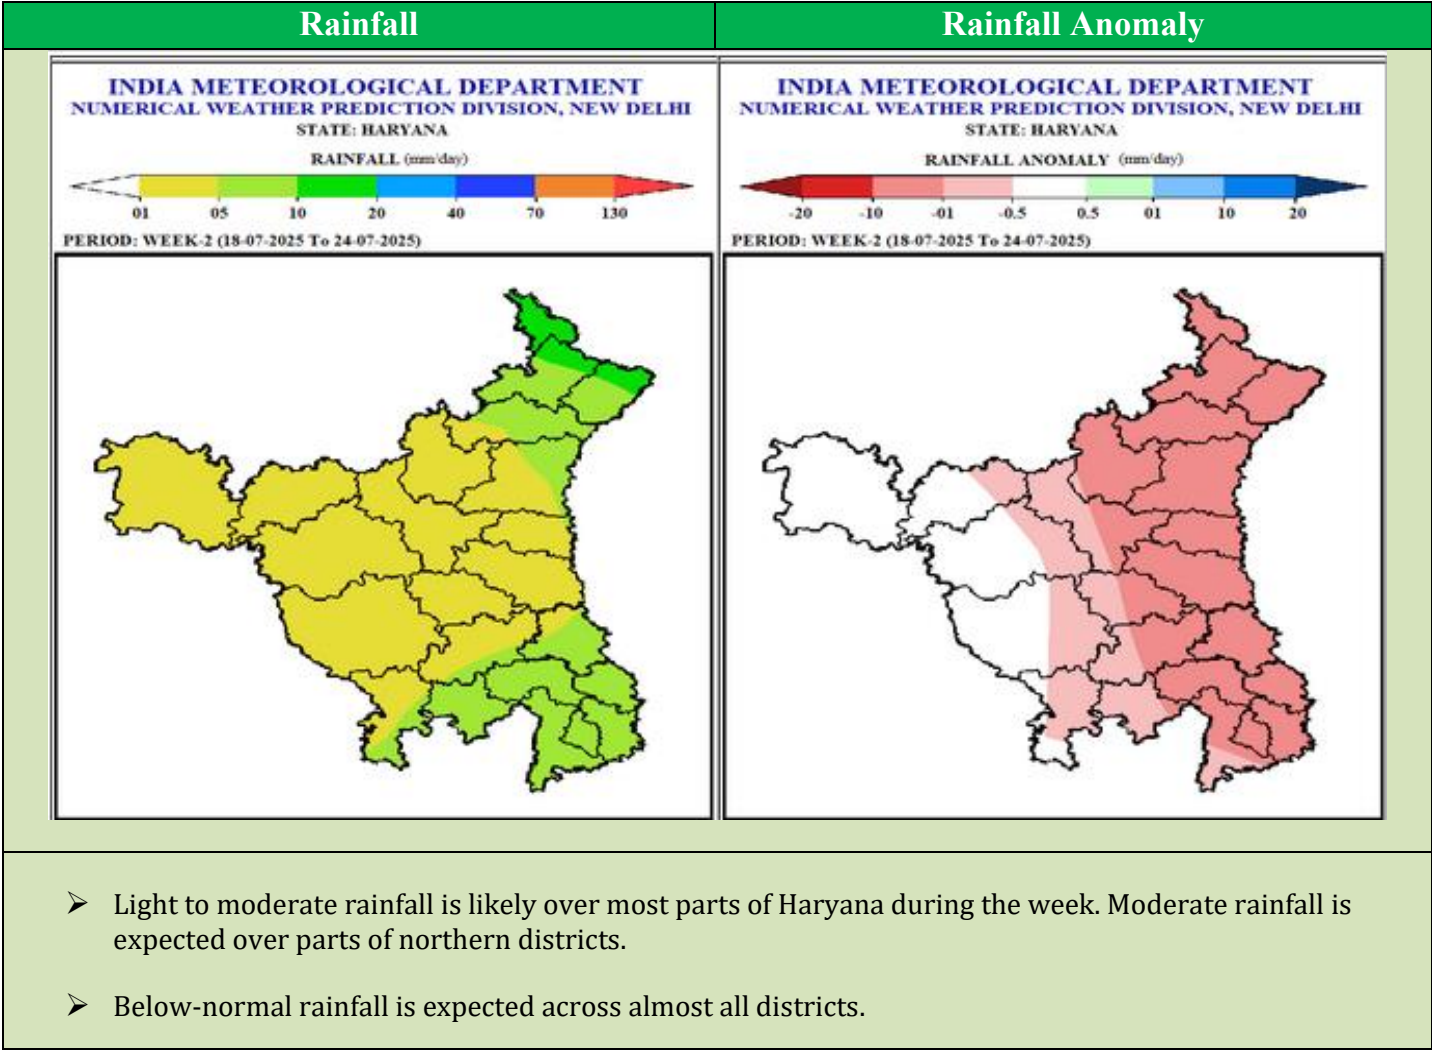 Rainfall
Rainfall Anomaly
INDIA METEOROLOGICAL DEPARTMENT
NUMERICAL WEATHER PREDICTION DIVISION, NEW DELHI
STATE: HARYANA
RAINFALL (mm/day)
01 05 10 20 40 70 130
PERIOD: WEEK-2 (18-07-2025 To 24-07-2025)
INDIA METEOROLOGICAL DEPARTMENT
NUMERICAL WEATHER PREDICTION DIVISION, NEW DELHI
STATE: HARYANA
RAINFALL ANOMALY (mm/day)
-20 -10 -01 -0.5 0.5 01 10 20
PERIOD: WEEK-2 (18-07-2025 To 24-07-2025)
➢ Light to moderate rainfall is likely over most parts of Haryana during the week. Moderate rainfall is
expected over parts of northern districts.
➢ Below-normal rainfall is expected across almost all districts.